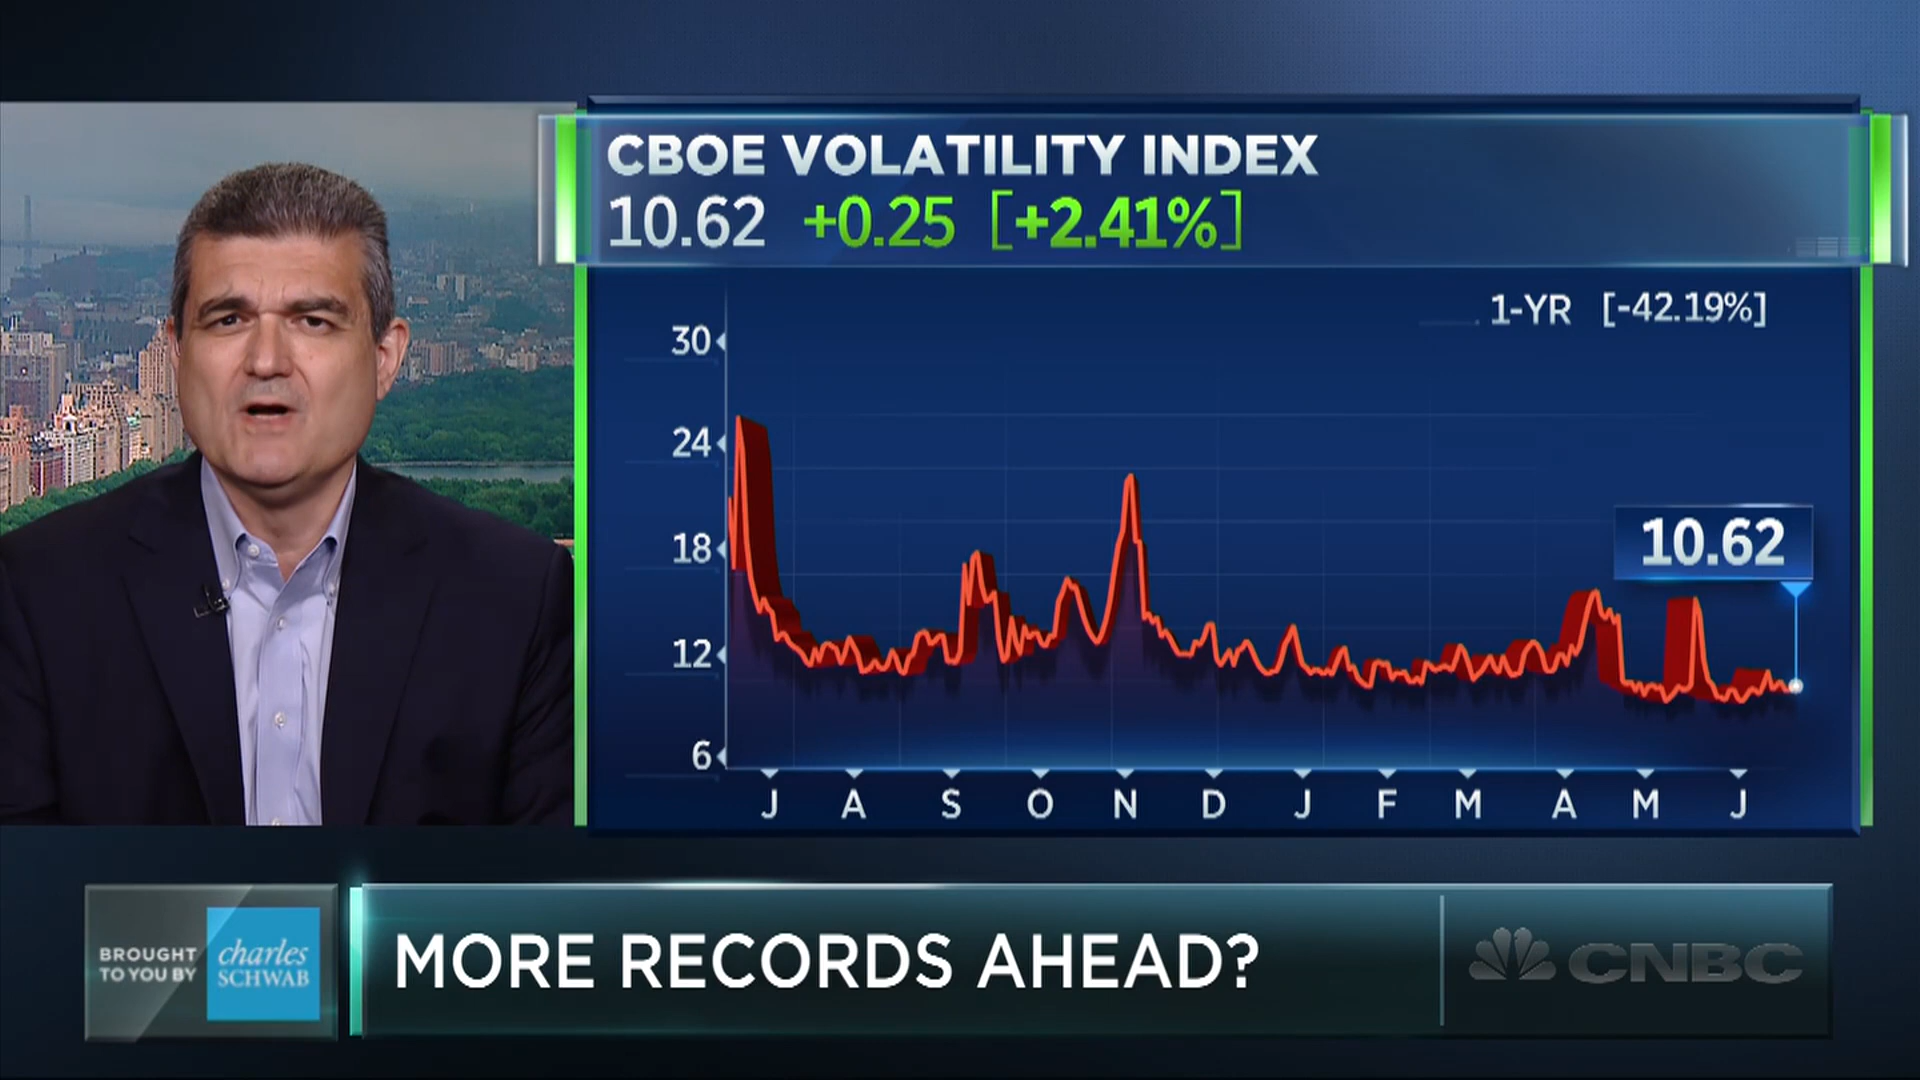 CBOE VOLATILITY INDEX
10.62 +0.25 [+2.41%]
1-YR [-42.19%]
30
24
18
12
6
10.62
J A S O N D J F M A M J
BROUGHT TO YOU BY
charles SCHWAB
MORE RECORDS AHEAD?
CNBC